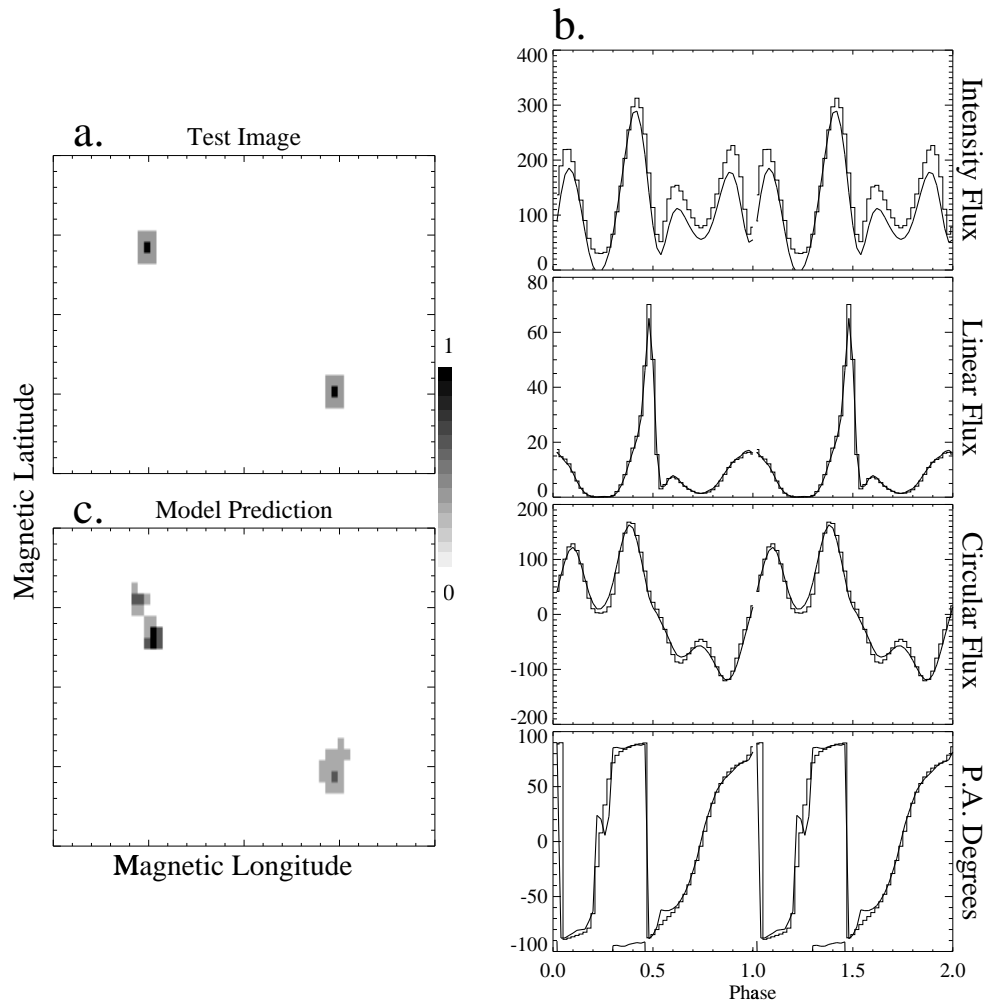 a.
Test Image
Magnetic Latitude
1
0
c.
Model Prediction
Magnetic Longitude
b.
400
300
200
100
0
Intensity Flux
80
60
40
20
0
Linear Flux
200
100
0
-100
-200
Circular Flux
100
50
0
-50
-100
P.A. Degrees
0.0
0.5
1.0
1.5
2.0
Phase